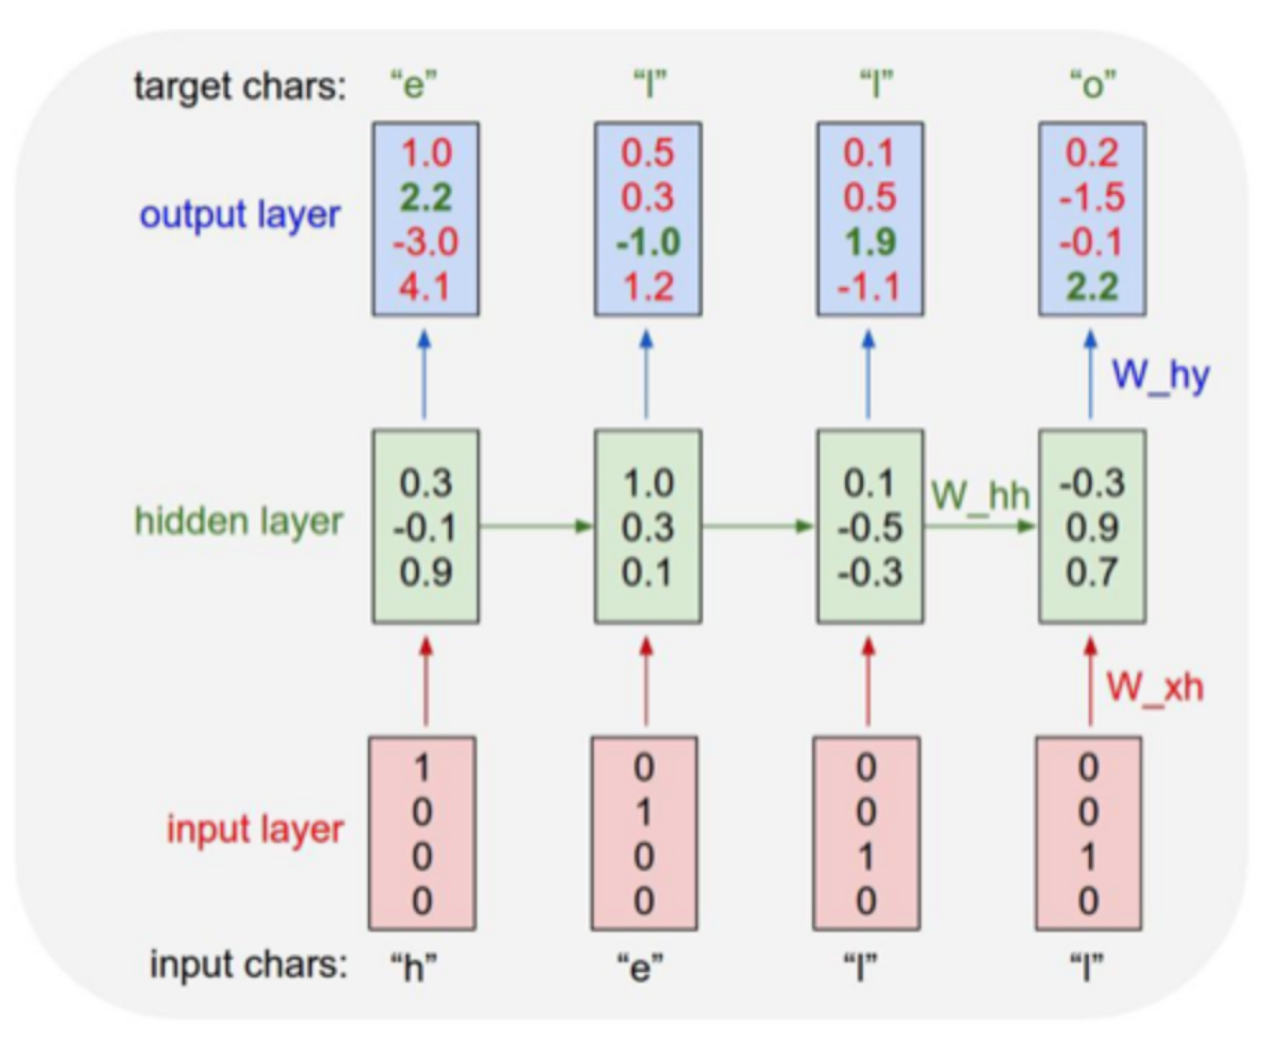 target chars: “e” “l” “l” “o”
output layer
1.0 0.5 0.1 0.2
2.2 0.3 0.5 -1.5
-3.0 -1.0 1.9 -0.1
4.1 1.2 -1.1 2.2
W_hy
hidden layer
0.3 1.0 0.1 -0.3
-0.1 0.3 -0.5 0.9
0.9 0.1 -0.3 0.7
W_hh
W_xh
input layer
1 0 0 0
0 1 0 0
0 0 1 1
0 0 0 0
input chars: “h” “e” “l” “l”